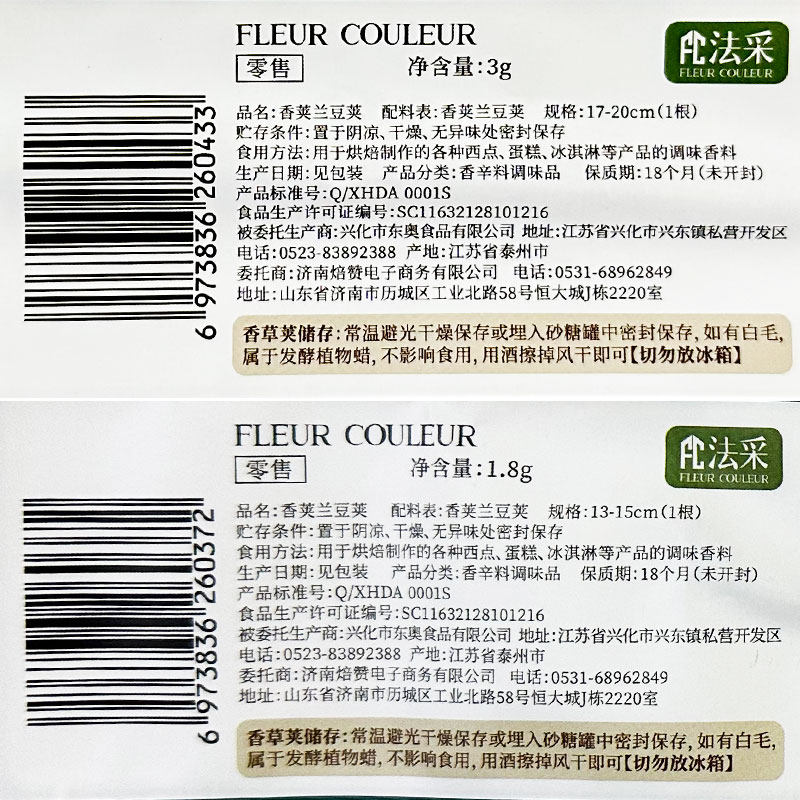 FLEUR COULEUR
法采
FLEUR COULEUR
零售 净含量:3g
品名:香荚兰豆荚 配料表:香荚兰豆荚 规格:17-20cm(1根)
贮存条件:置于阴凉、干燥、无异味处密封保存
食用方法:用于烘焙制作的各种西点、蛋糕、冰淇淋等产品的调味香料
生产日期:见包装 产品分类:香辛料调味品 保质期:18个月(未开封)
产品标准号:Q/XHDA 0001S
食品生产许可证编号:SC11632128101216
被委托生产商:兴化市东奥食品有限公司 地址:江苏省兴化市兴东镇私营开发区
电话:0523-83892388 产地:江苏省泰州市
委托商:济南焙赞电子商务有限公司 电话:0531-68962849
地址:山东省济南市历城区工业北路58号恒大城J栋2220室
6 973836 260433
香草荚储存:常温避光干燥保存或埋入砂糖罐中密封保存,如有白毛,
属于发酵植物蜡,不影响食用,用酒擦掉风干即可【切勿放冰箱】
FLEUR COULEUR
法采
FLEUR COULEUR
零售 净含量:1.8g
品名:香荚兰豆荚 配料表:香荚兰豆荚 规格:13-15cm(1根)
贮存条件:置于阴凉、干燥、无异味处密封保存
食用方法:用于烘焙制作的各种西点、蛋糕、冰淇淋等产品的调味香料
生产日期:见包装 产品分类:香辛料调味品 保质期:18个月(未开封)
产品标准号:Q/XHDA 0001S
食品生产许可证编号:SC11632128101216
被委托生产商:兴化市东奥食品有限公司 地址:江苏省兴化市兴东镇私营开发区
电话:0523-83892388 产地:江苏省泰州市
委托商:济南焙赞电子商务有限公司 电话:0531-68962849
地址:山东省济南市历城区工业北路58号恒大城J栋2220室
6 973836 260372
香草荚储存:常温避光干燥保存或埋入砂糖罐中密封保存,如有白毛,
属于发酵植物蜡,不影响食用,用酒擦掉风干即可【切勿放冰箱】